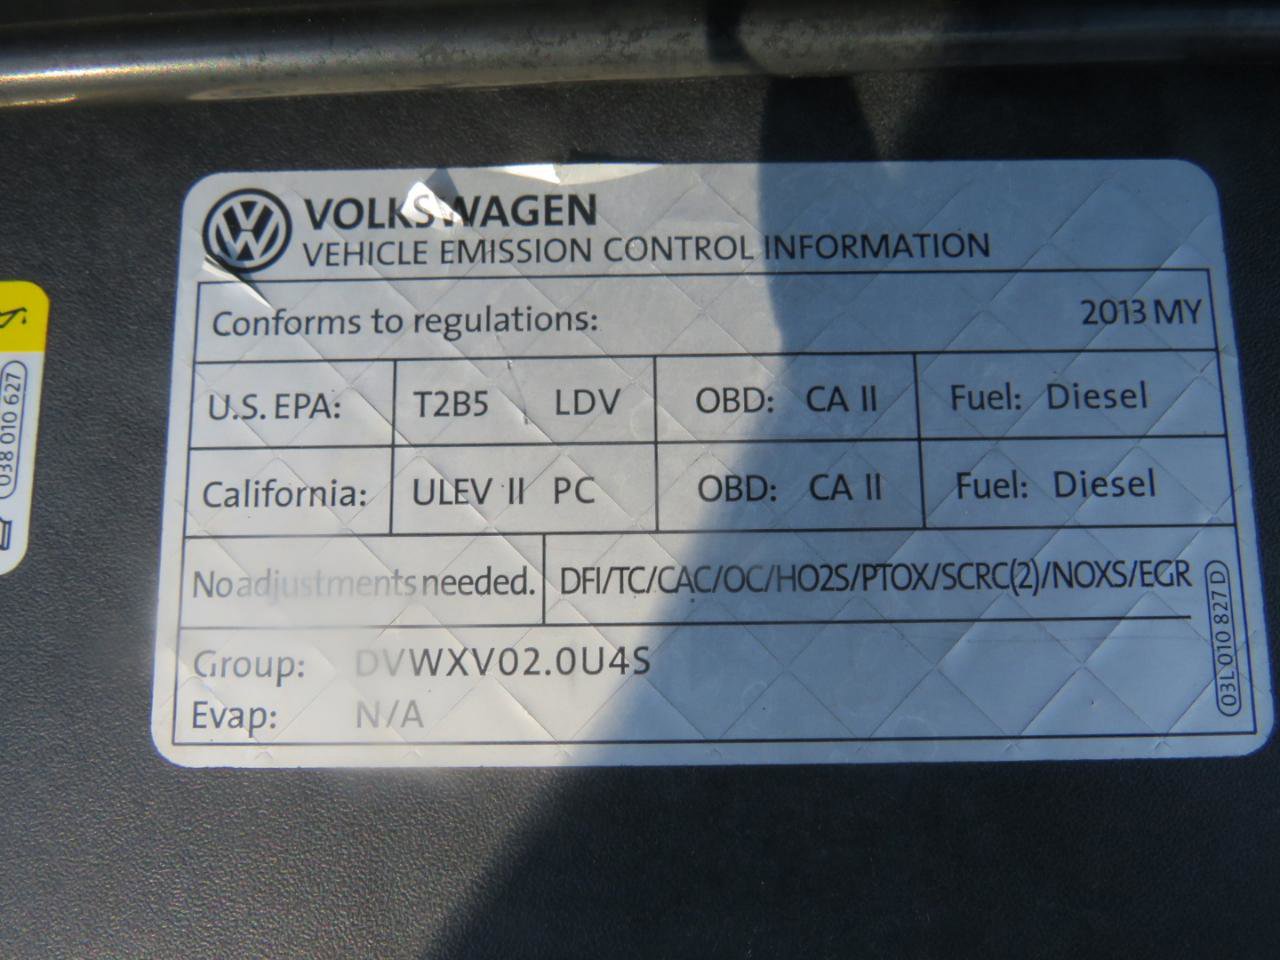 VOLKSWAGEN
VEHICLE EMISSION CONTROL INFORMATION
Conforms to regulations: 2013 MY
U.S. EPA: T2B5 LDV OBD: CA II Fuel: Diesel
California: ULEV II PC OBD: CA II Fuel: Diesel
No adjustments needed. DFI/TC/CAC/OC/HO2S/PTOX/SCRC(2)/NOXS/EGR
Group: DVWXV02.0U4S
Evap: N/A
03L 010 827 D
038 010 627